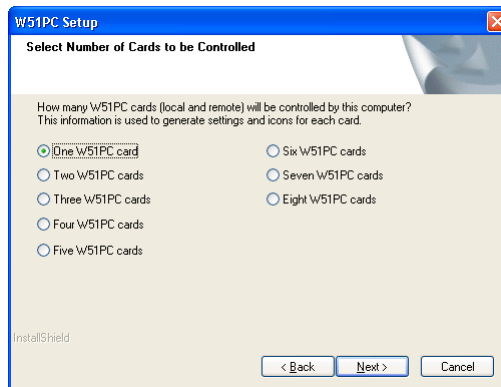 W51PC Setup
Select Number of Cards to be Controlled
How many W51PC cards (local and remote) will be controlled by this computer?
This information is used to generate settings and icons for each card.
One W51PC card
Two W51PC cards
Three W51PC cards
Four W51PC cards
Five W51PC cards
Six W51PC cards
Seven W51PC cards
Eight W51PC cards
InstallShield
< Back
Next >
Cancel